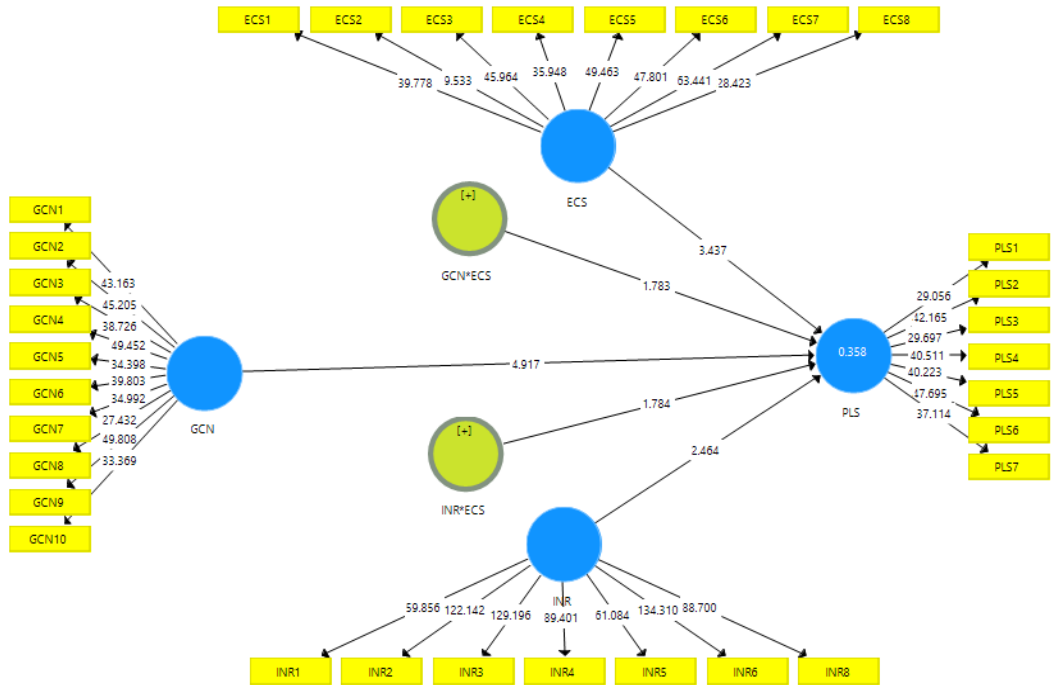 ECS1 ECS2 ECS3 ECS4 ECS5 ECS6 ECS7 ECS8
39.778 9.533 45.964 35.948 49.463 47.801 63.441 28.423
ECS
[+]
GCN*ECS
3.437
1.783
GCN1
GCN2
GCN3
GCN4
GCN5
GCN6
GCN7
GCN8
GCN9
GCN10
43.163
45.205
38.726
49.452
34.398
39.803
34.992
27.432
49.808
33.369
GCN
4.917
0.358
PLS
29.056
42.165
29.697
40.511
40.223
47.695
37.114
PLS1
PLS2
PLS3
PLS4
PLS5
PLS6
PLS7
1.784
[+]
INR*ECS
2.464
INR
59.856 122.142 129.196 89.401 61.084 134.310 88.700
INR1 INR2 INR3 INR4 INR5 INR6 INR8